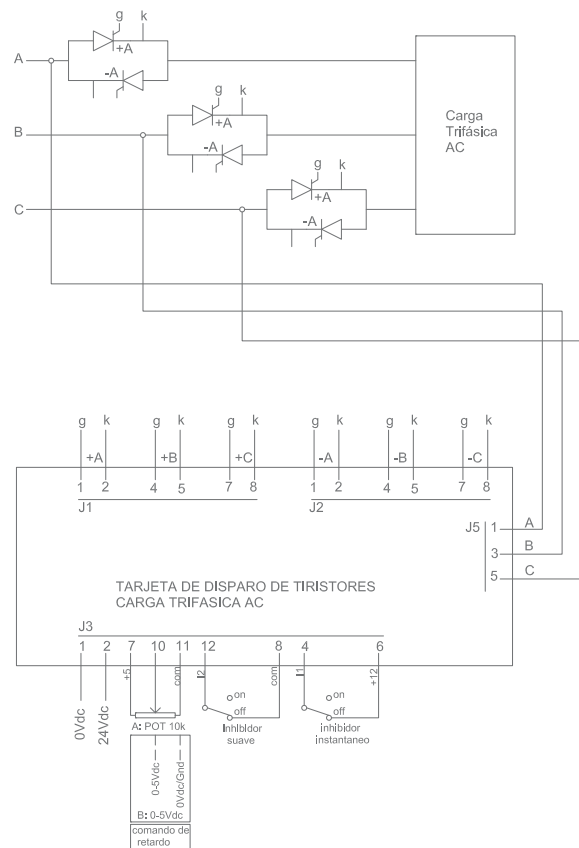 g k
A
+A
-A
g k
B
+A
-A
g k
C
+A
-A
Carga
Trifásica
AC
g k g k g k g k g k g k
+A +B +C -A -B -C
1 2 4 5 7 8 1 2 4 5 7 8
J1 J2
J5 1 A
3 B
5 C
TARJETA DE DISPARO DE TIRISTORES
CARGA TRIFASICA AC
J3
1 2 7 10 11 12 8 4 6
+5 com I2 com I1 +12
0Vdc
24Vdc
A: POT 10k
on
off
Inhibidor
suave
on
off
inhibidor
instantaneo
0-5Vdc
0Vdc/Gnd
B: 0-5Vdc
comando de
retardo